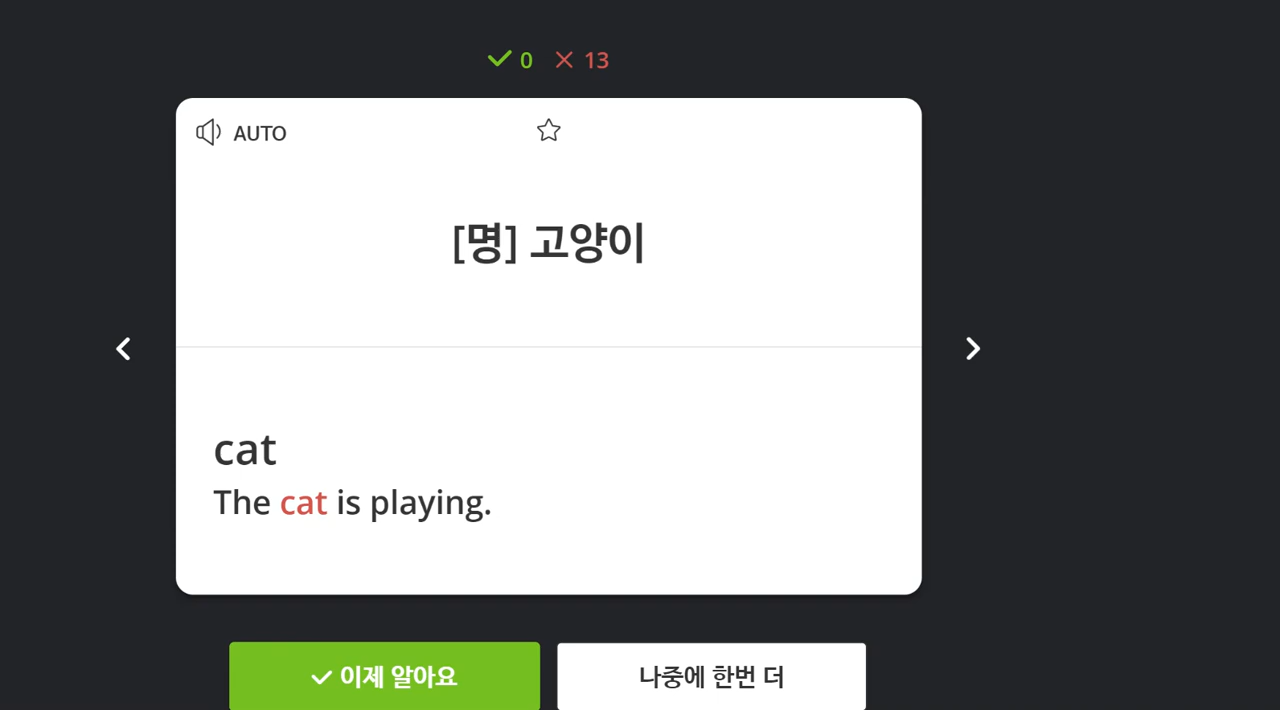 0 13
AUTO
[명] 고양이
cat
The cat is playing.
이제 알아요
나중에 한번 더